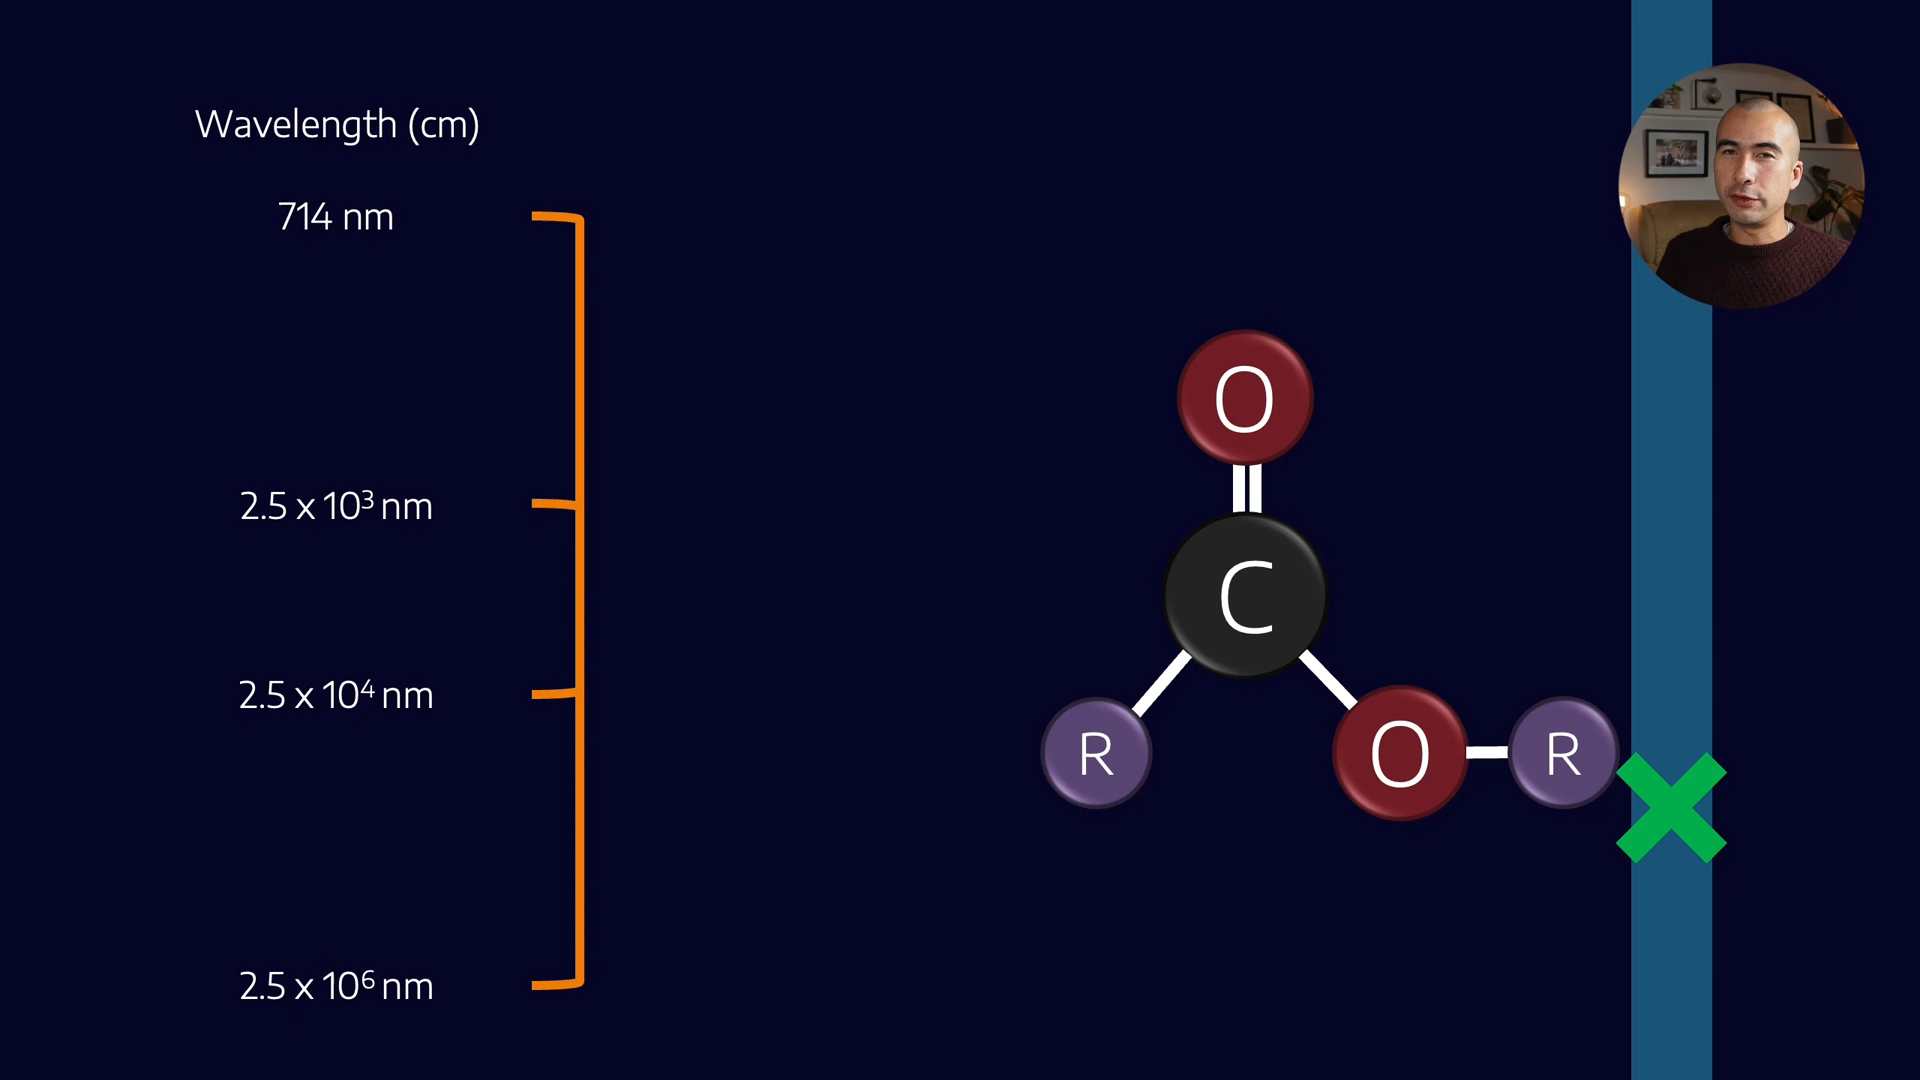 Wavelength (cm)
714 nm
2.5 x 10³ nm
2.5 x 10⁴ nm
2.5 x 10⁶ nm
O
C
R
O
R